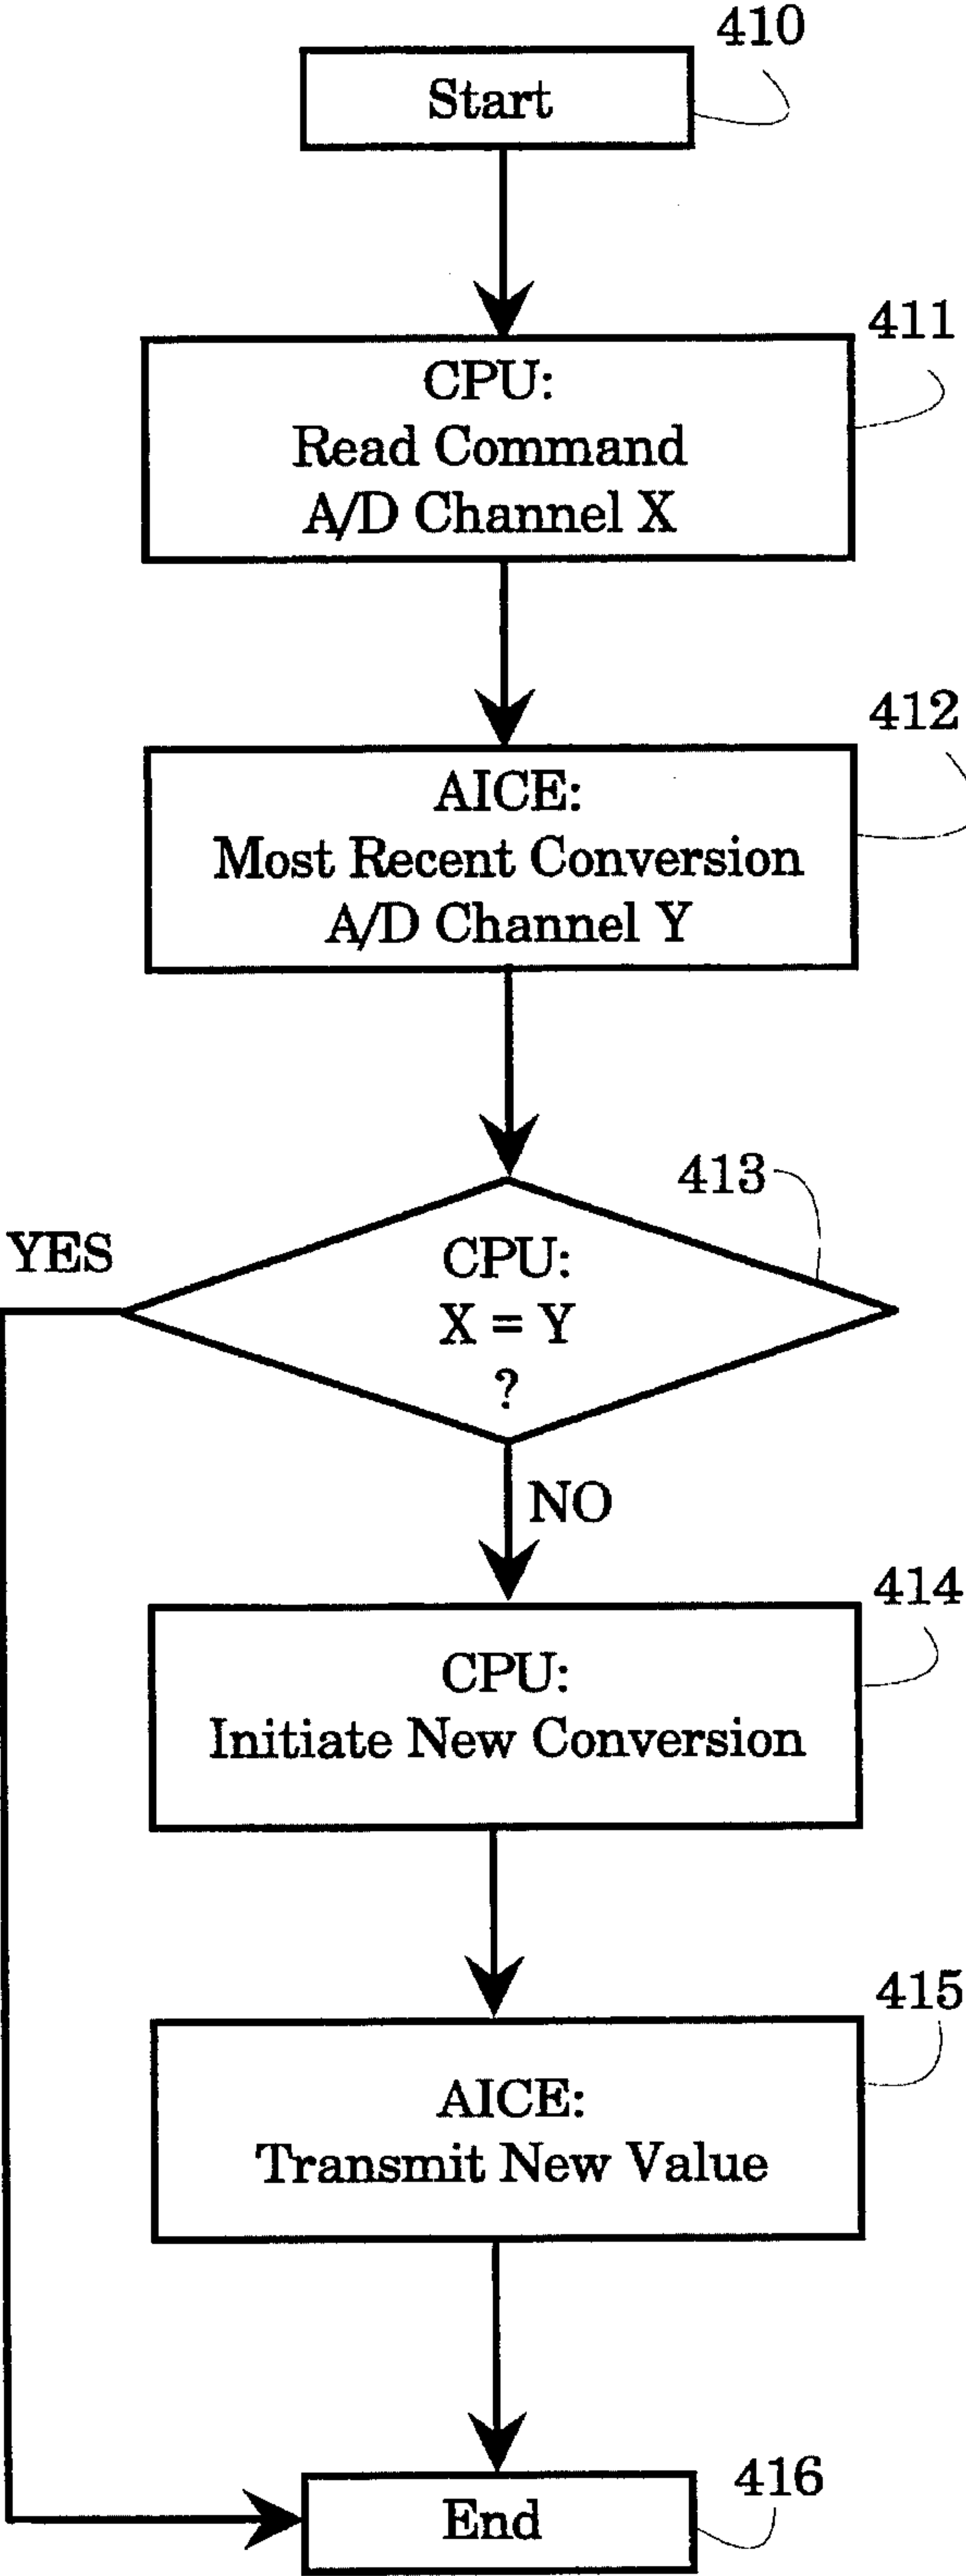 410
Start
411
CPU:
Read Command
A/D Channel X
412
AICE:
Most Recent Conversion
A/D Channel Y
413
YES
CPU:
X = Y
?
NO
414
CPU:
Initiate New Conversion
415
AICE:
Transmit New Value
416
End